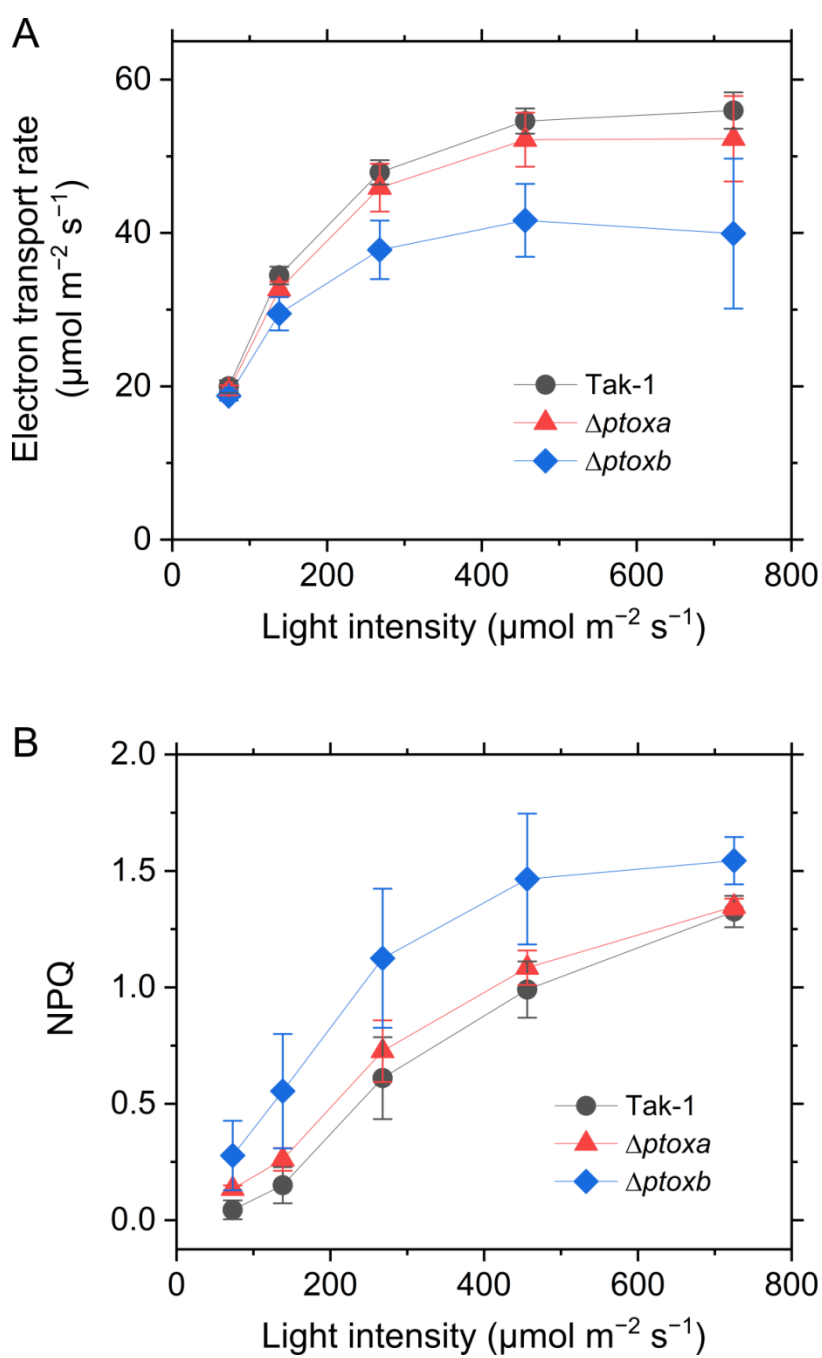 A
60
40
20
0
Electron transport rate
(µmol m⁻² s⁻¹)
Tak-1
Δptoxa
Δptoxb
0 200 400 600 800
Light intensity (µmol m⁻² s⁻¹)
B
2.0
1.5
1.0
0.5
0.0
NPQ
Tak-1
Δptoxa
Δptoxb
0 200 400 600 800
Light intensity (µmol m⁻² s⁻¹)